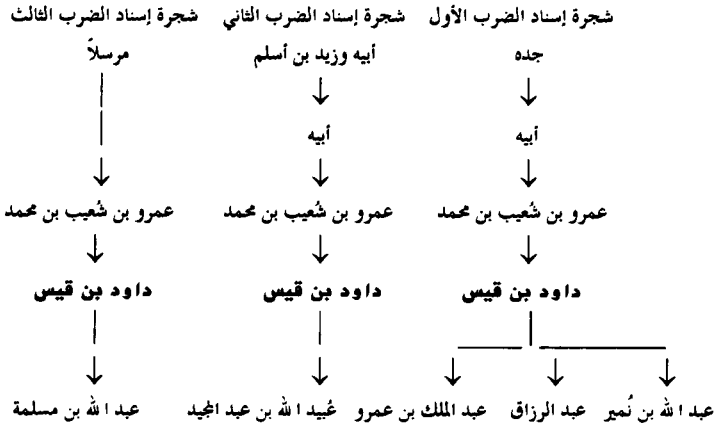 شجرة إسناد الضرب الأول شجرة إسناد الضرب الثاني شجرة إسناد الضرب الثالث
جده أبيه وزيد بن أسلم مرسلاً
أبيه أبيه
عمرو بن شُعيب بن محمد عمرو بن شُعيب بن محمد عمرو بن شُعيب بن محمد
داود بن قيس داود بن قيس داود بن قيس
عبد الله بن نُمير عبد الرزاق عبد الملك بن عمرو عُبيد الله بن عبد المجيد عبد الله بن مسلمة